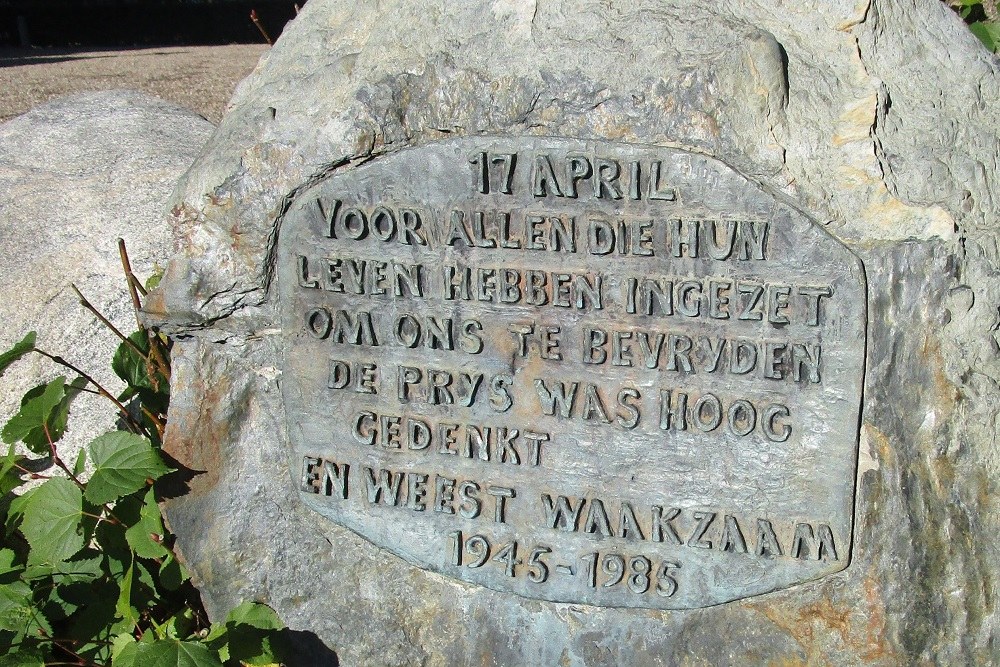 17 APRIL
VOOR ALLEN DIE HUN
LEVEN HEBBEN INGEZET
OM ONS TE BEVRYDEN
DE PRYS WAS HOOG
GEDENKT
EN WEEST WAAKZAAM
1945-1985